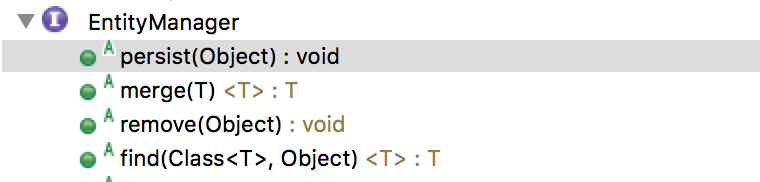 I EntityManager
A persist(Object) : void
A merge(T) <T> : T
A remove(Object) : void
A find(Class<T>, Object) <T> : T